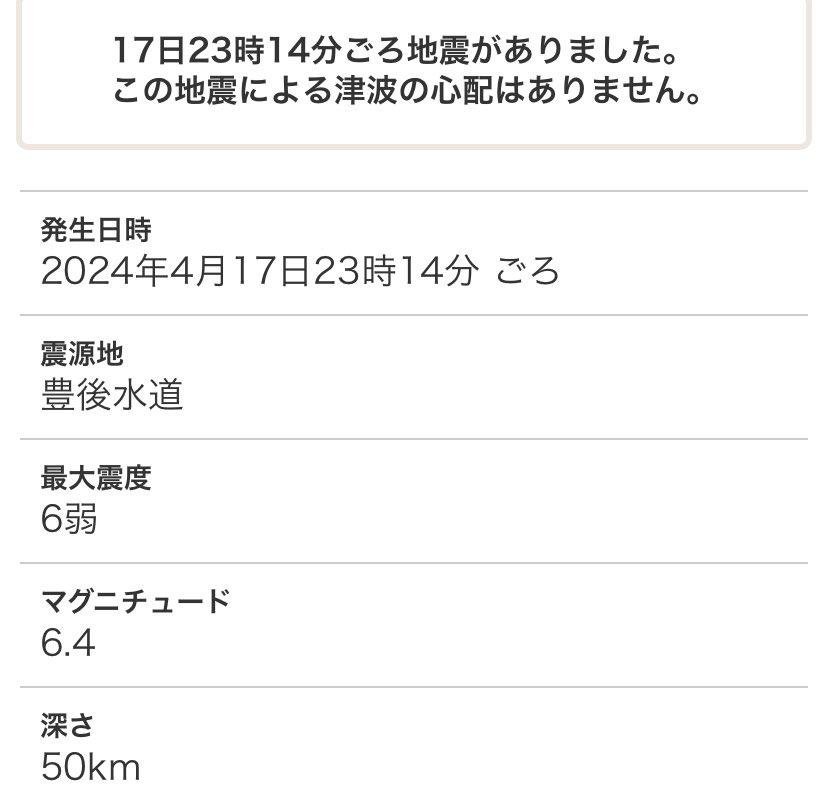 17日23時14分ごろ地震がありました。
この地震による津波の心配はありません。
発生日時
2024年4月17日23時14分 ごろ
震源地
豊後水道
最大震度
6弱
マグニチュード
6.4
深さ
50km